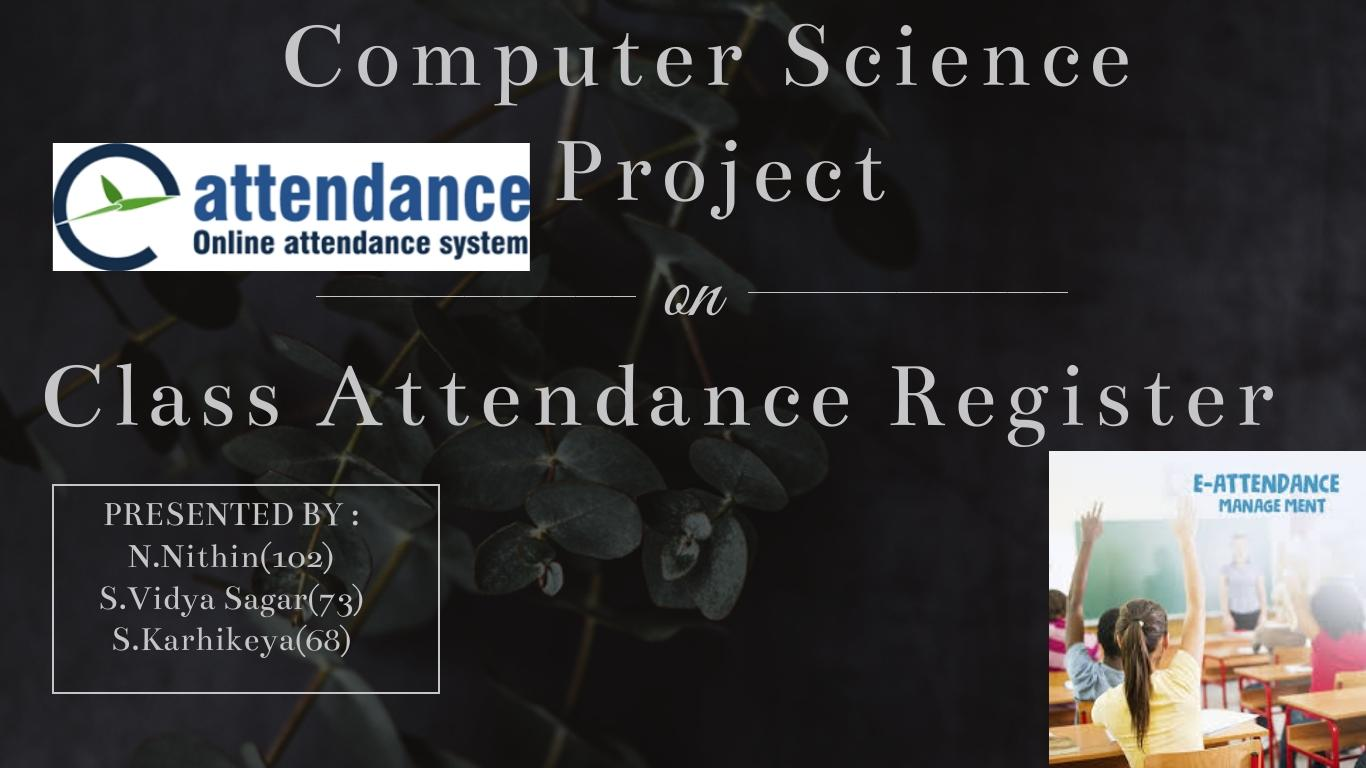 Computer Science
Project
attendance
Online attendance system
on
Class Attendance Register
PRESENTED BY :
N.Nithin(102)
S.Vidya Sagar(73)
S.Karhikeya(68)
E-ATTENDANCE
MANAGE MENT